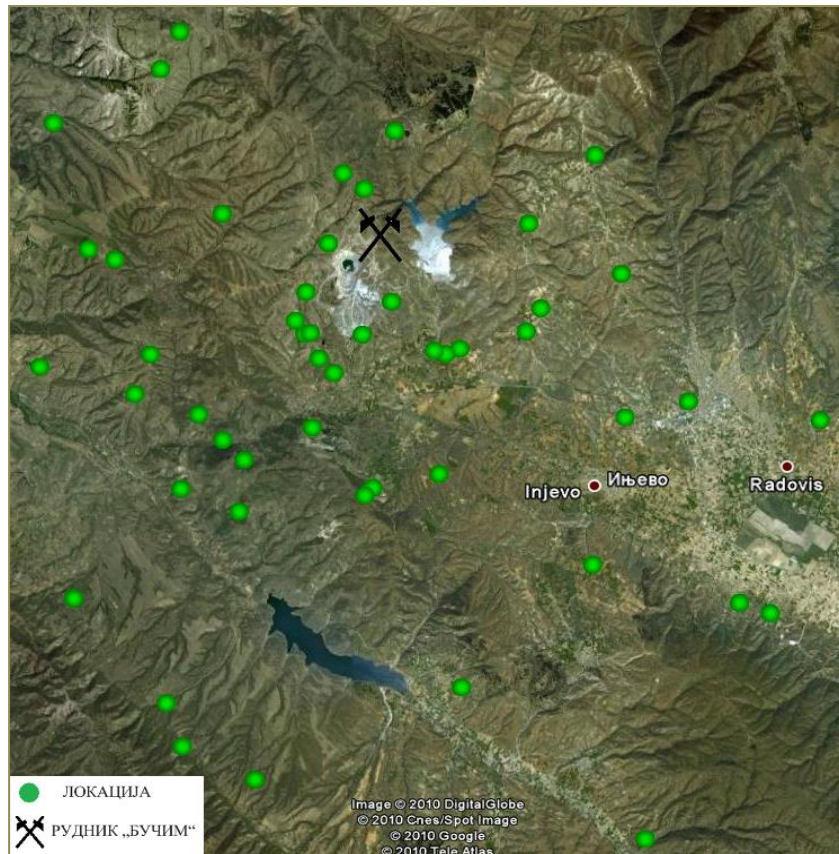 Injevo
Ињево
Radovis
ЛОКАЦИЈА
РУДНИК „БУЧИМ“
Image © 2010 DigitalGlobe
© 2010 Cnes/Spot Image
© 2010 Google
© 2010 Tele Atlas